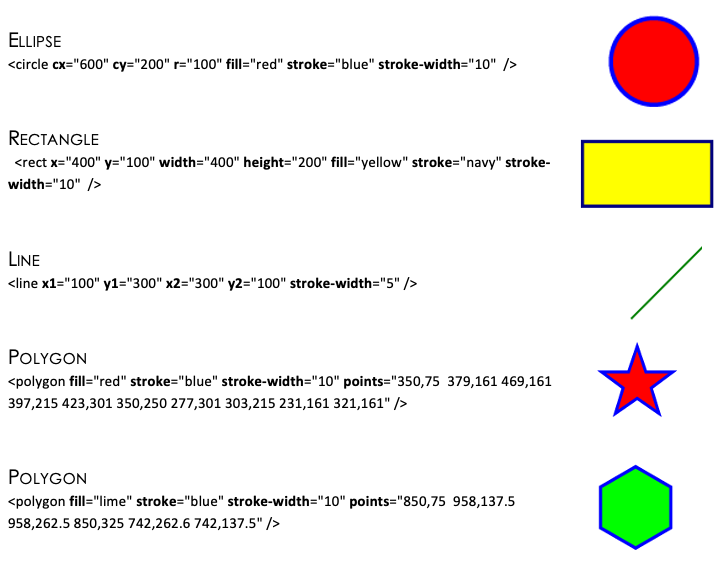 ELLIPSE
<circle cx="600" cy="200" r="100" fill="red" stroke="blue" stroke-width="10"  />
RECTANGLE
<rect x="400" y="100" width="400" height="200" fill="yellow" stroke="navy" stroke-
width="10"  />
LINE
<line x1="100" y1="300" x2="300" y2="100" stroke-width="5" />
POLYGON
<polygon fill="red" stroke="blue" stroke-width="10" points="350,75  379,161 469,161
397,215 423,301 350,250 277,301 303,215 231,161 321,161" />
POLYGON
<polygon fill="lime" stroke="blue" stroke-width="10" points="850,75  958,137.5
958,262.5 850,325 742,262.6 742,137.5" />